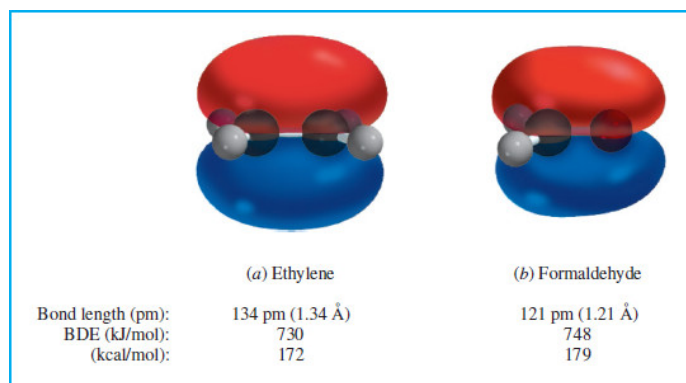 (a) Ethylene (b) Formaldehyde
Bond length (pm): 134 pm (1.34 Å) 121 pm (1.21 Å)
BDE (kJ/mol): 730 748
(kcal/mol): 172 179